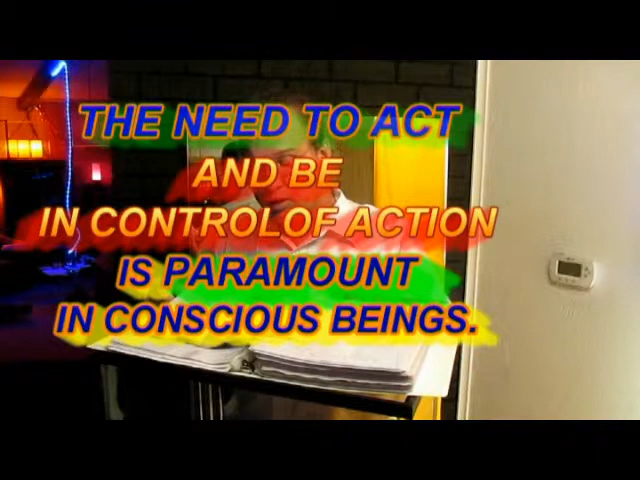 THE NEED TO ACT
AND BE
IN CONTROLOF ACTION
IS PARAMOUNT
IN CONSCIOUS BEINGS.